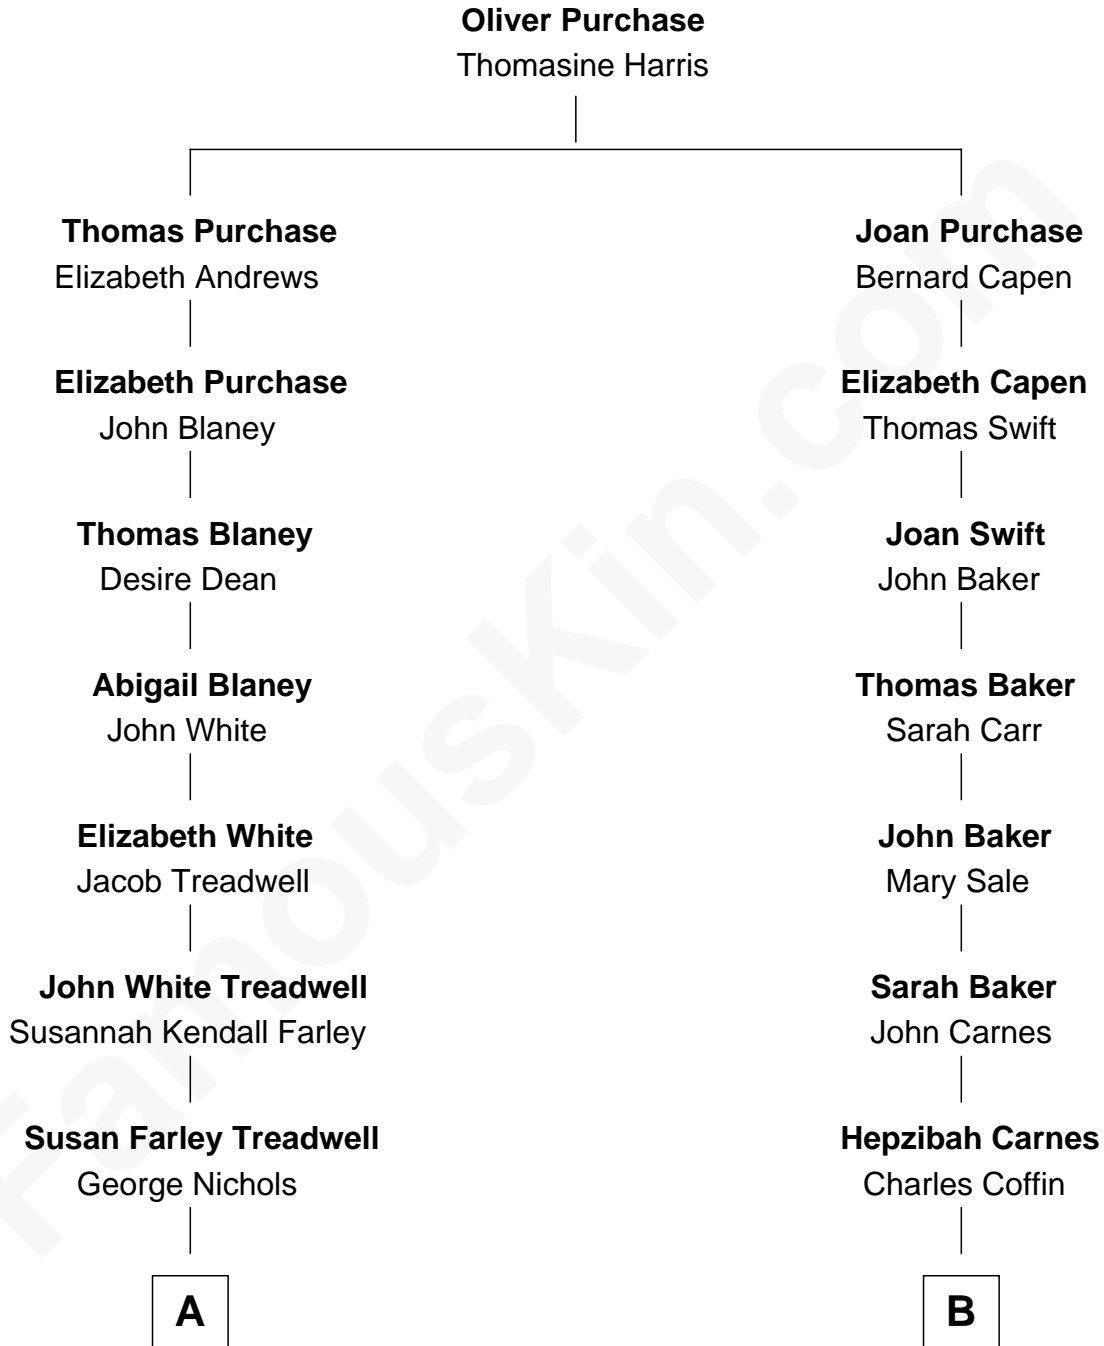 Oliver Purchase
Thomasine Harris
Thomas Purchase
Elizabeth Andrews
Joan Purchase
Bernard Capen
Elizabeth Purchase
John Blaney
Elizabeth Capen
Thomas Swift
Thomas Blaney
Desire Dean
Joan Swift
John Baker
Abigail Blaney
John White
Thomas Baker
Sarah Carr
Elizabeth White
Jacob Treadwell
John Baker
Mary Sale
John White Treadwell
Susannah Kendall Farley
Sarah Baker
John Carnes
Susan Farley Treadwell
George Nichols
Hepzibah Carnes
Charles Coffin
A
B
FamousKin.com